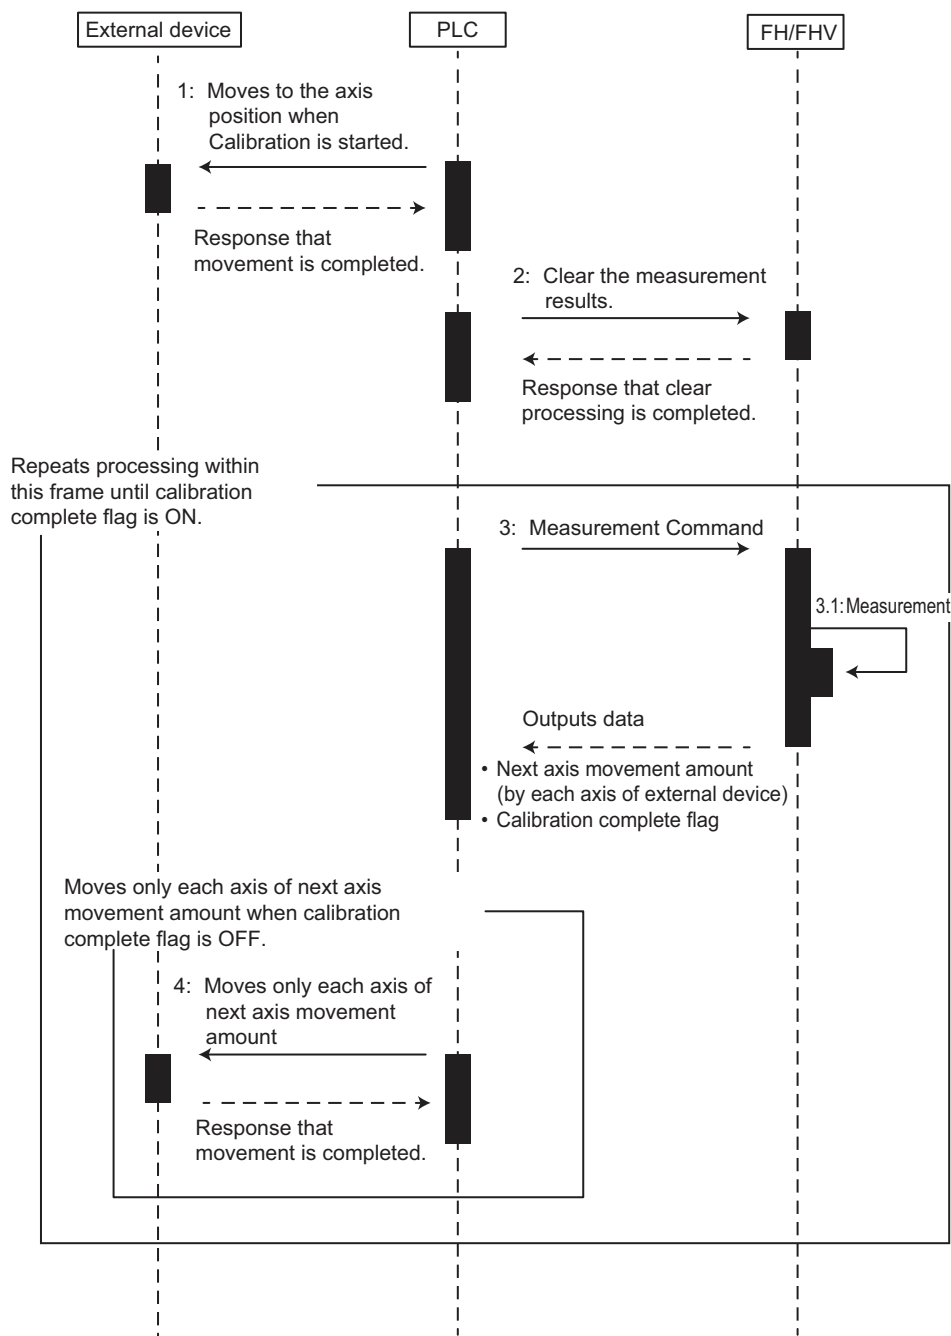 External device
PLC
FH/FHV
1: Moves to the axis
position when
Calibration is started.
Response that
movement is completed.
2: Clear the measurement
results.
Response that clear
processing is completed.
Repeats processing within
this frame until calibration
complete flag is ON.
3: Measurement Command
3.1: Measurement
Outputs data
• Next axis movement amount
(by each axis of external device)
• Calibration complete flag
Moves only each axis of next axis
movement amount when calibration
complete flag is OFF.
4: Moves only each axis of
next axis movement
amount
Response that
movement is completed.